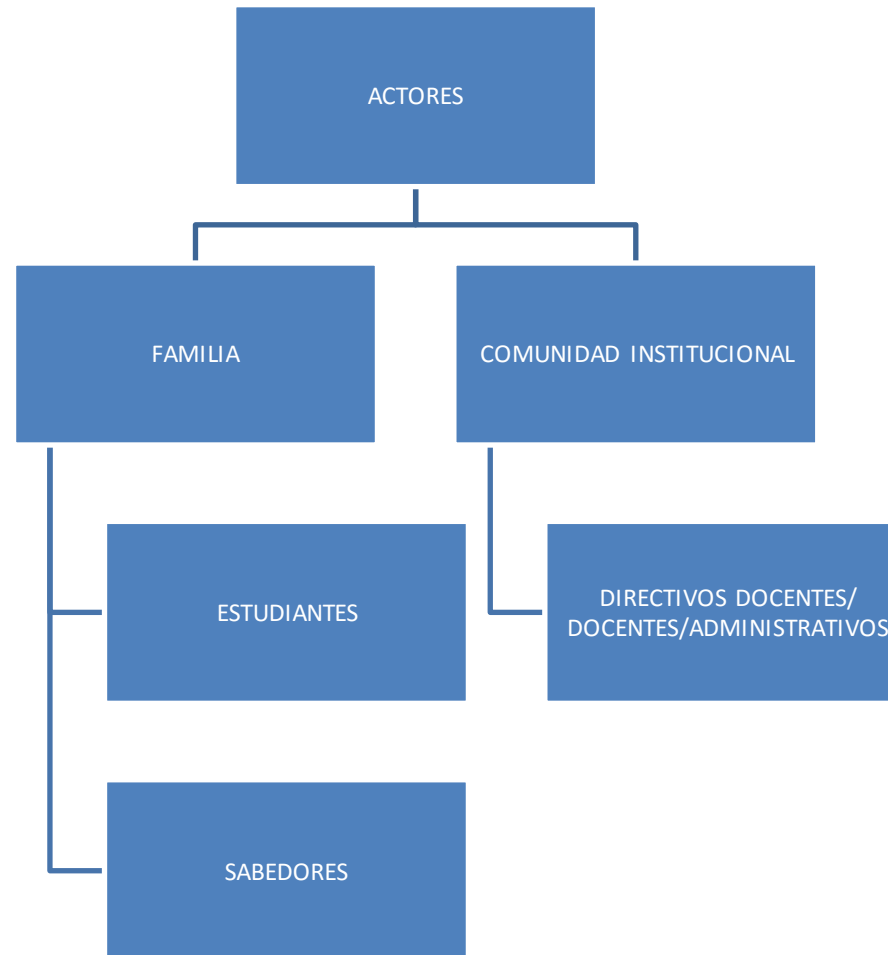 ACTORES
FAMILIA
COMUNIDAD INSTITUCIONAL
ESTUDIANTES
DIRECTIVOS DOCENTES/
DOCENTES/ADMINISTRATIVOS
SABEDORES